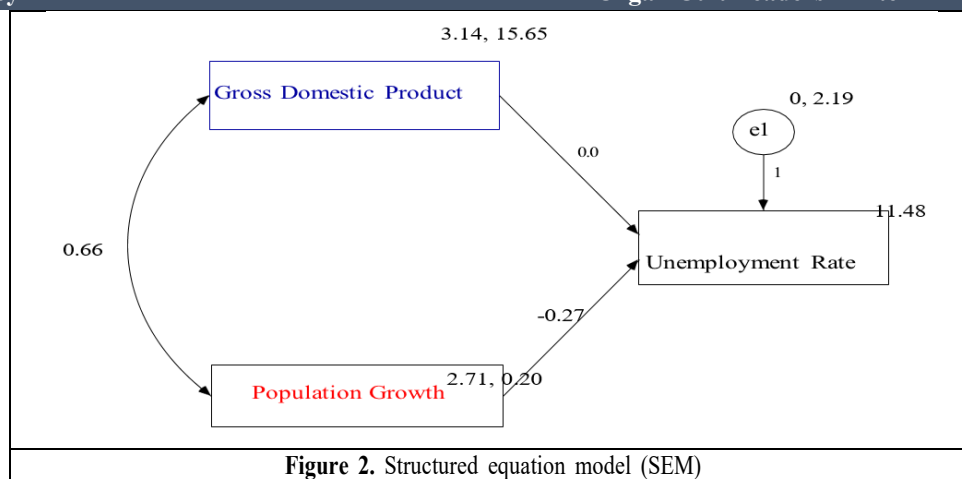 3.14, 15.65
Gross Domestic Product
0, 2.19
e1
0.0
1
11.48
0.66
Unemployment Rate
-0.27
2.71, 0.20
Population Growth
Figure 2. Structured equation model (SEM)